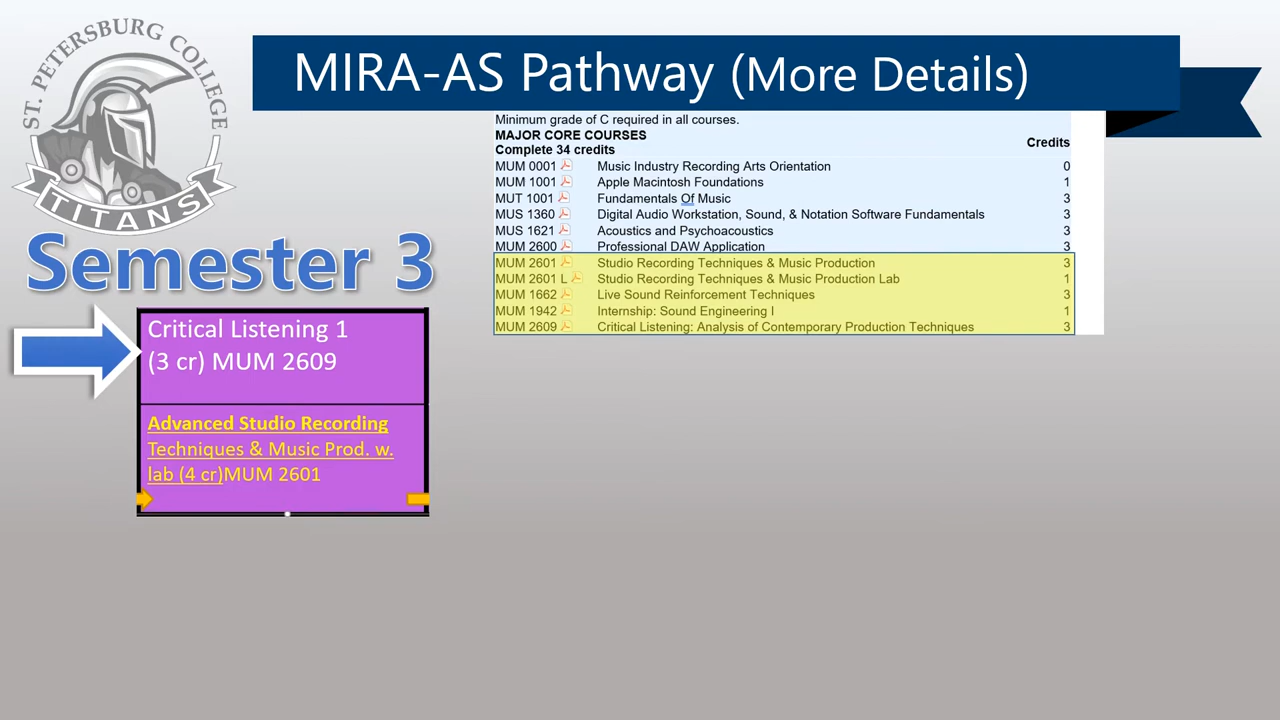 ST. PETERSBURG COLLEGE
TITANS
MIRA-AS Pathway (More Details)
Minimum grade of C required in all courses.
MAJOR CORE COURSES
Complete 34 credits Credits
MUM 0001 Music Industry Recording Arts Orientation 0
MUM 1001 Apple Macintosh Foundations 1
MUT 1001 Fundamentals Of Music 3
MUS 1360 Digital Audio Workstation, Sound, & Notation Software Fundamentals 3
MUS 1621 Acoustics and Psychoacoustics 3
MUM 2600 Professional DAW Application 3
MUM 2601 Studio Recording Techniques & Music Production 3
MUM 2601 L Studio Recording Techniques & Music Production Lab 1
MUM 1662 Live Sound Reinforcement Techniques 3
MUM 1942 Internship: Sound Engineering I 1
MUM 2609 Critical Listening: Analysis of Contemporary Production Techniques 3
Semester 3
Critical Listening 1
(3 cr) MUM 2609
Advanced Studio Recording
Techniques & Music Prod. w.
lab (4 cr)MUM 2601